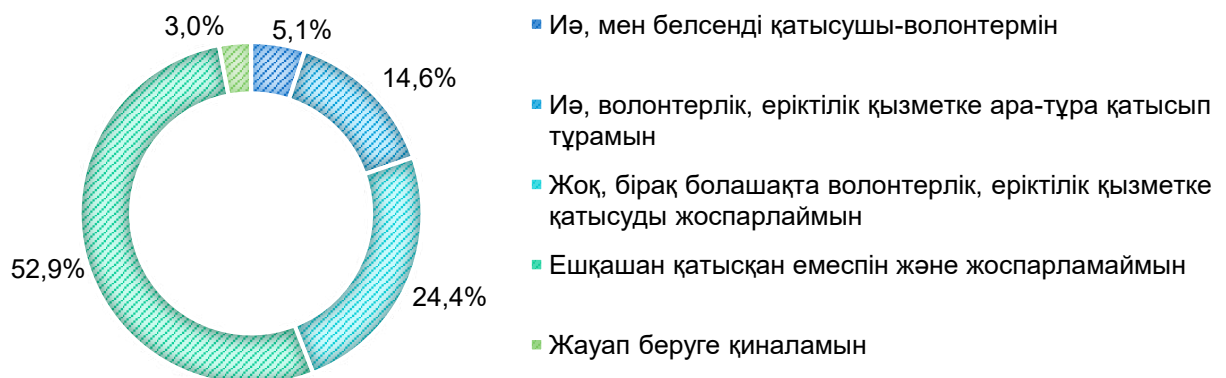 3,0%
5,1%
14,6%
24,4%
52,9%
Иә, мен белсенді қатысушы-волонтермін
Иә, волонтерлік, еріктілік қызметке ара-тұра қатысып
тұрамын
Жоқ, бірақ болашақта волонтерлік, еріктілік қызметке
қатысуды жоспарлаймын
Ешқашан қатысқан емеспін және жоспарламаймын
Жауап беруге қиналамын